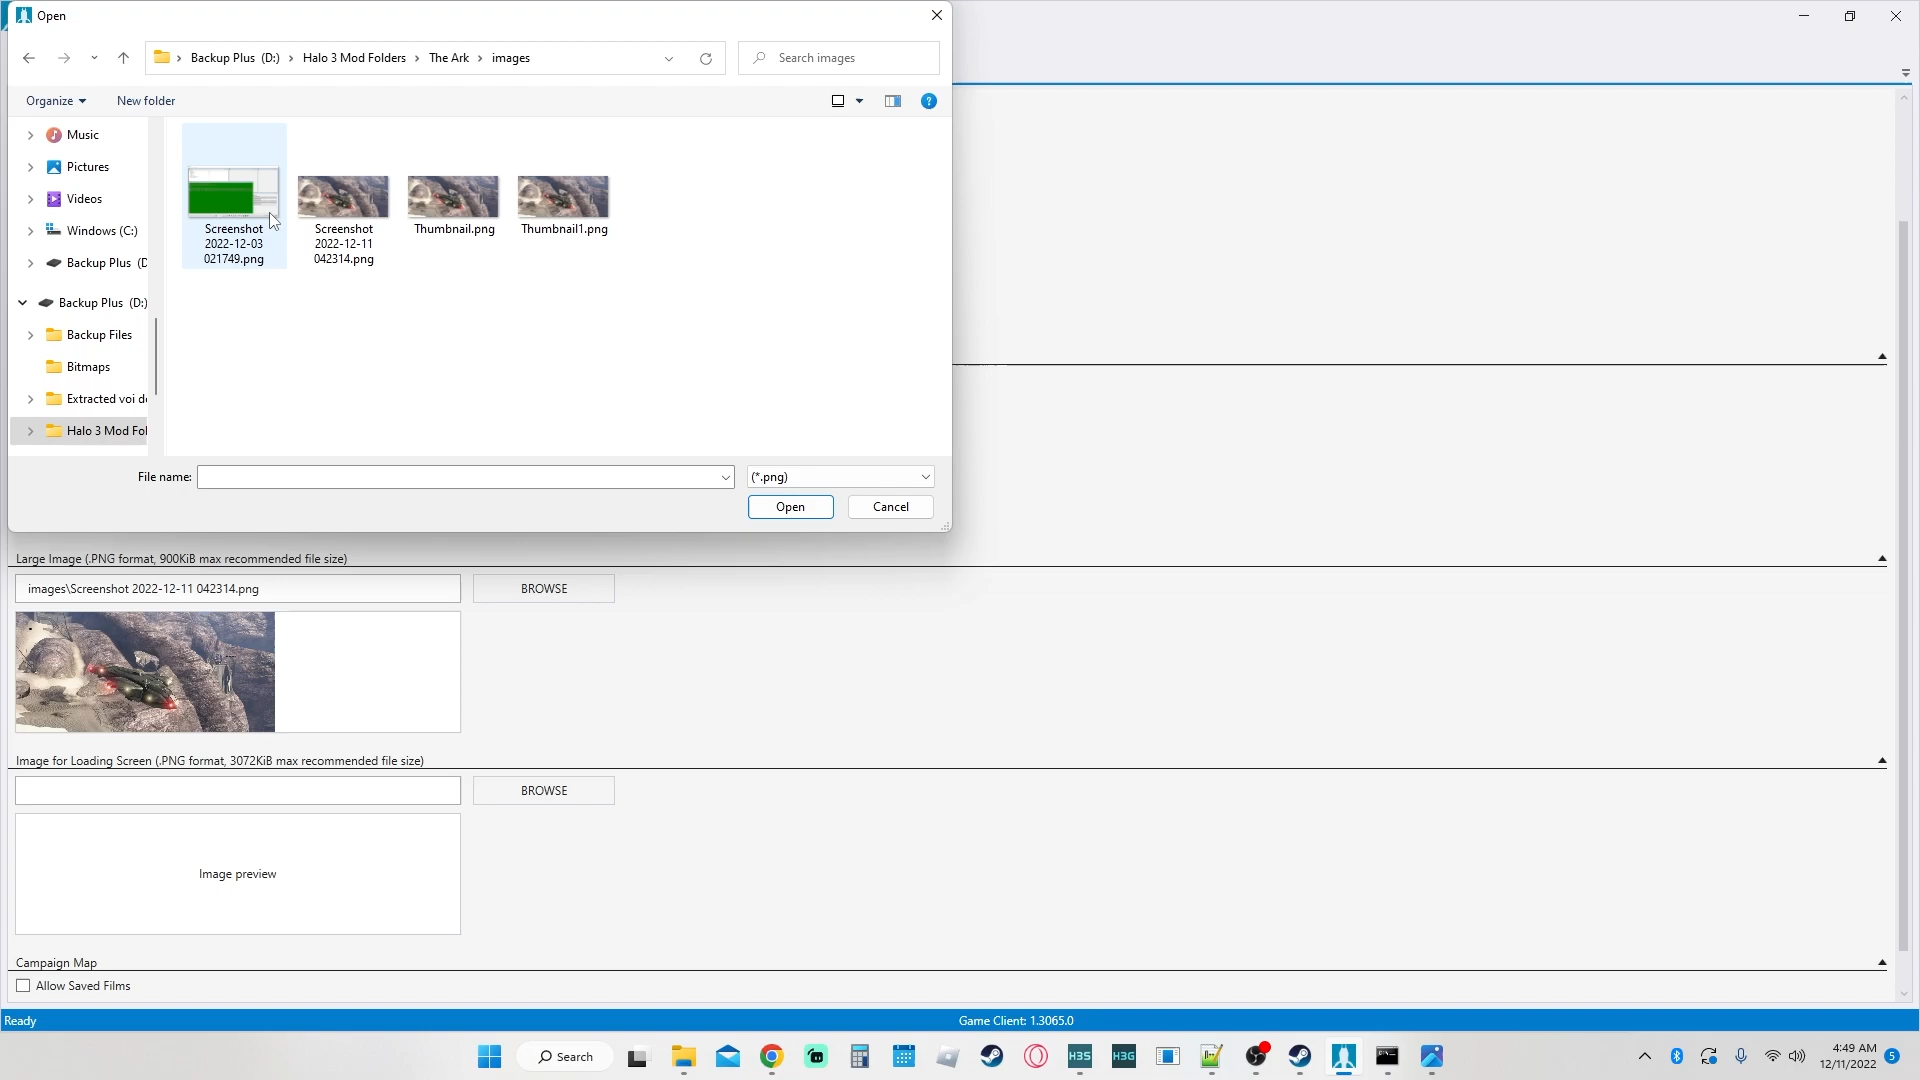 Open
Backup Plus (D:) Halo 3 Mod Folders The Ark images
Search images
Organize New folder
Music
Pictures
Videos
Windows (C:)
Backup Plus (D
Backup Plus (D:)
Backup Files
Bitmaps
Extracted voi de
Halo 3 Mod Fol
Screenshot
2022-12-03
021749.png
Screenshot
2022-12-11
042314.png
Thumbnail.png
Thumbnail1.png
File name:
(*.png)
Open Cancel
Large Image (.PNG format, 900KiB max recommended file size)
images\Screenshot 2022-12-11 042314.png
BROWSE
Image for Loading Screen (.PNG format, 3072KiB max recommended file size)
BROWSE
Image preview
Campaign Map
Allow Saved Films
Ready
Game Client: 1.3065.0
Search
H3S
H3G
4:49 AM
12/11/2022
5